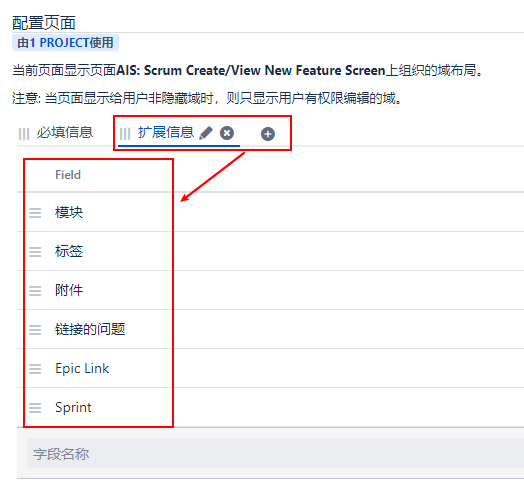 配置页面
由1 PROJECT使用
当前页面显示页面AIS: Scrum Create/View New Feature Screen上组织的域布局。
注意: 当页面显示给用户非隐藏域时，则只显示用户有权限编辑的域。
必填信息 扩展信息
Field
模块
标签
附件
链接的问题
Epic Link
Sprint
字段名称